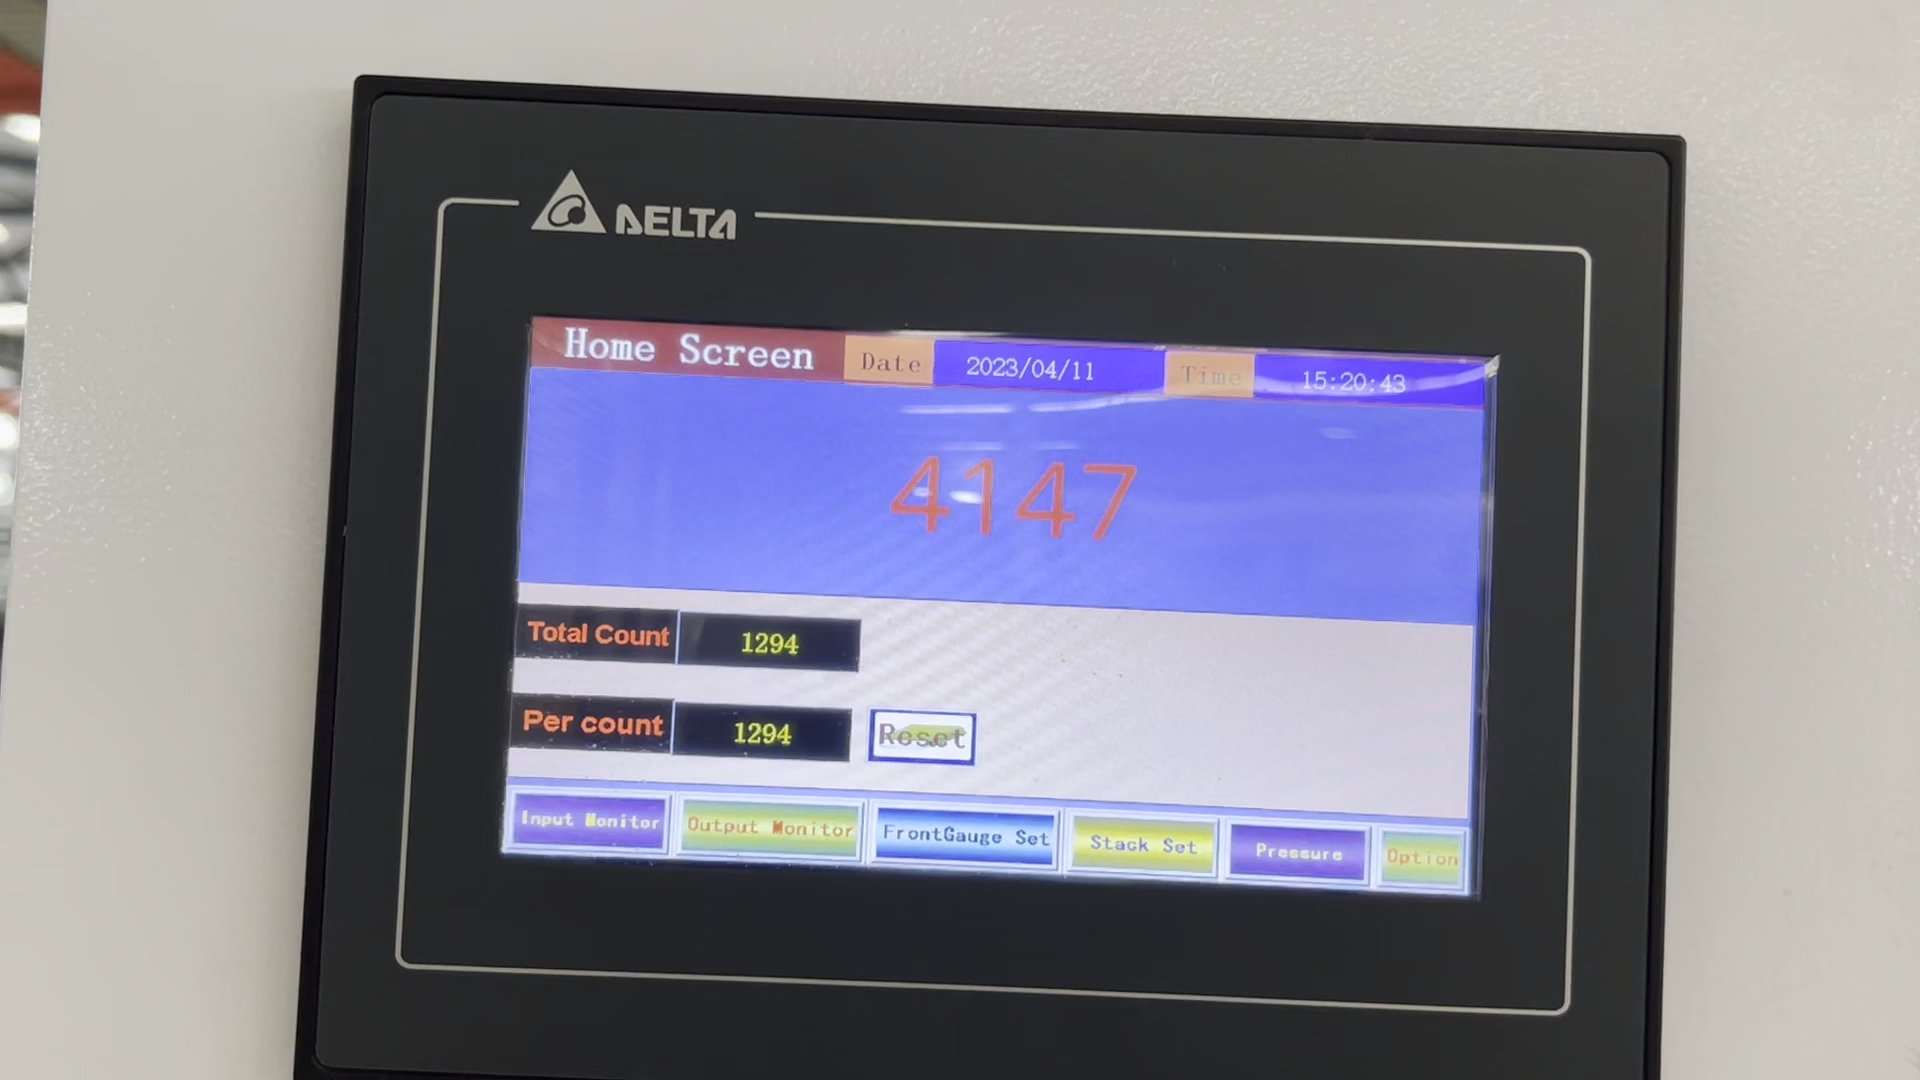 DELTA
Home Screen Date 2023/04/11 Time 15:20:43
4147
Total Count 1294
Per count 1294 Reset
Input Monitor Output Monitor FrontGauge Set Stack Set Pressure Option